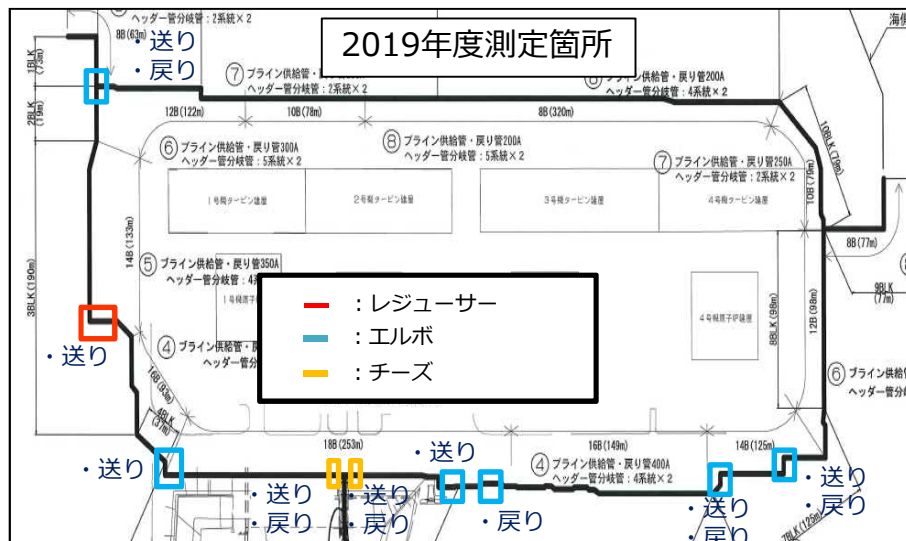 2019年度測定箇所
ヘッダー管分岐管：2系統×2
8B(63m)
・送り
・戻り
1BLK
(73m)
2BLK
(19m)
⑦
ヘッダー管分岐管：2系統×2
ブライン供給管・戻り管200A
ヘッダー管分岐管：4系統×2
12B(122m)
10B(78m)
8B(320m)
⑥ ブライン供給管・戻り管300A
ヘッダー管分岐管：5系統×2
⑧ ブライン供給管・戻り管200A
ヘッダー管分岐管：5系統×2
⑦ ブライン供給管・戻り管250A
ヘッダー管分岐管：2系統×2
10BLK(79m)
10B(79m)
1号機タービン建屋
2号機タービン建屋
3号機タービン建屋
4号機タービン建屋
8B(77m)
9BLK
(77m)
14B(133m)
3BLK(190m)
⑤ ブライン供給管・戻り管350A
ヘッダー管分岐管：4
4号機原子炉建屋
8BLK(98m)
12B(98m)
：レジューサー
：エルボ
：チーズ
・送り
④ ブライン供給管・戻
ヘッダー管分
16B(93m)
4BLK
(37m)
⑥ ブライン供給管
ヘッダー管分
18B(253m)
16B(149m)
14B(125m)
④ ブライン供給管・戻り管400A
ヘッダー管分岐管：4系統×2
・送り
・送り
・戻り
・送り
・戻り
・戻り
・送り
・戻り
・送り
・戻り
7BLK(125m)